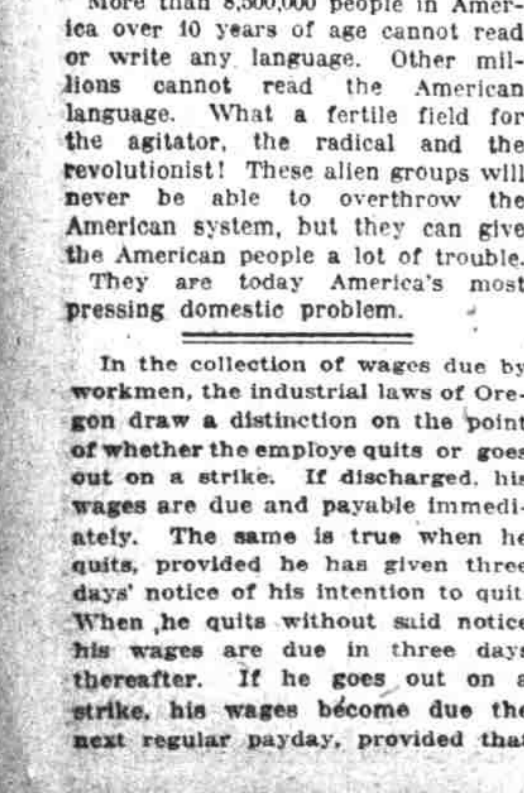 More than 8,500,000 people in Amer-
ica over 10 years of age cannot read
or write any language. Other mil-
lions cannot read the American
language. What a fertile field for
the agitator, the radical and the
revolutionist! These alien groups will
never be able to overthrow the
American system, but they can give
the American people a lot of trouble.
They are today America's most
pressing domestic problem.
In the collection of wages due by
workmen, the industrial laws of Ore-
gon draw a distinction on the point
of whether the employe quits or goes
out on a strike. If discharged, his
wages are due and payable immedi-
ately. The same is true when he
quits, provided he has given three
days' notice of his intention to quit
When he quits without said notice
his wages are due in three days
thereafter. If he goes out on a
strike, his wages become due the
next regular payday, provided that